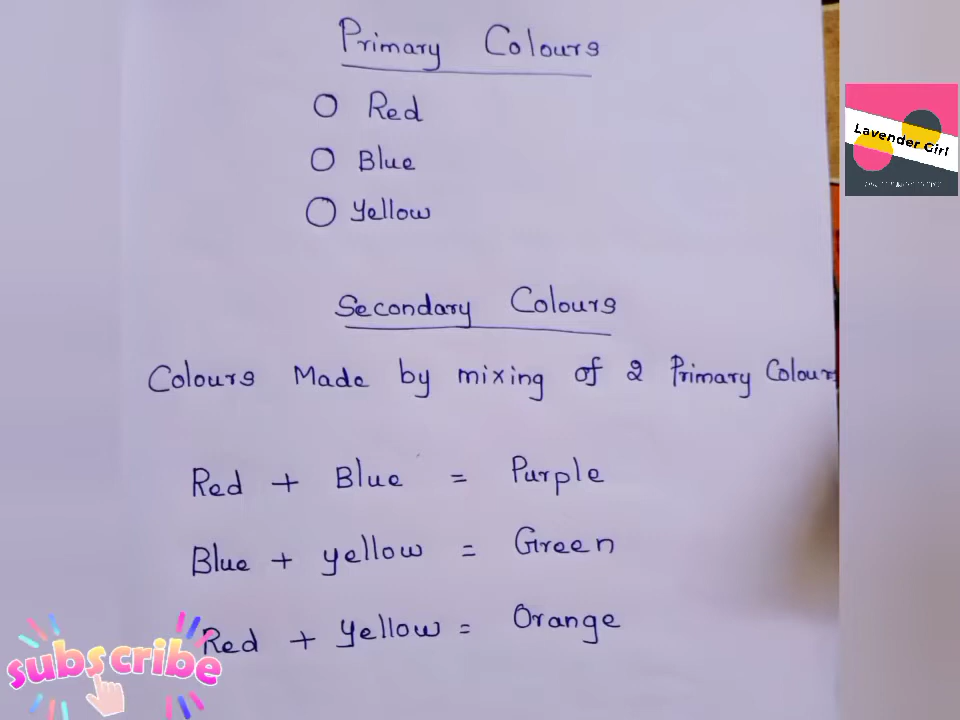 Primary Colours
Red
Blue
Yellow
Secondary Colours
Colours Made by mixing of 2 Primary Colours
Red + Blue = Purple
Blue + yellow = Green
Red + Yellow = Orange
Lavender Girl
subscribe